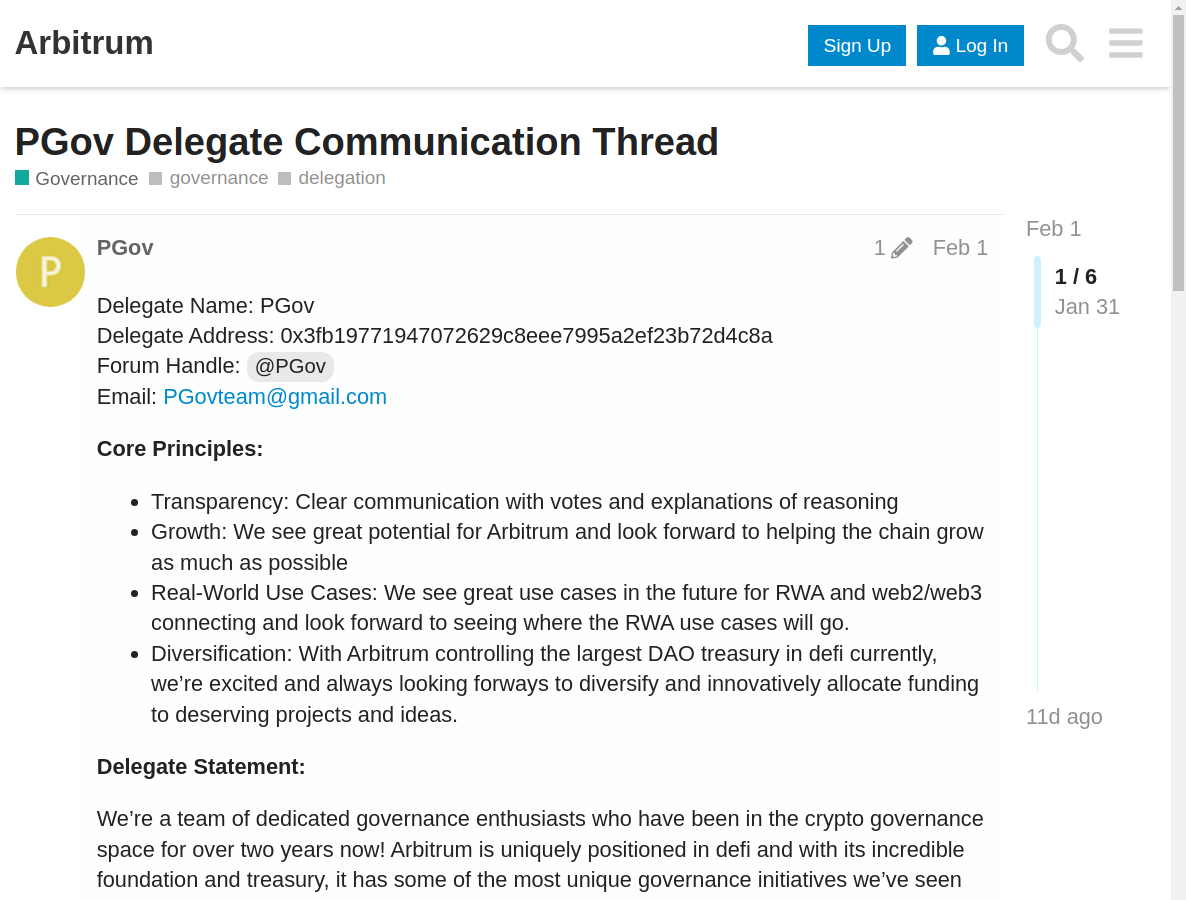 Arbitrum
Sign Up
Log In
PGov Delegate Communication Thread
Governance governance delegation
Feb 1
P
PGov
1
Feb 1
1 / 6
Jan 31
Delegate Name: PGov
Delegate Address: 0x3fb19771947072629c8eee7995a2ef23b72d4c8a
Forum Handle: @PGov
Email: PGovteam@gmail.com
Core Principles:
Transparency: Clear communication with votes and explanations of reasoning
Growth: We see great potential for Arbitrum and look forward to helping the chain grow
as much as possible
Real-World Use Cases: We see great use cases in the future for RWA and web2/web3
connecting and look forward to seeing where the RWA use cases will go.
Diversification: With Arbitrum controlling the largest DAO treasury in defi currently,
we’re excited and always looking forways to diversify and innovatively allocate funding
to deserving projects and ideas.
11d ago
Delegate Statement:
We’re a team of dedicated governance enthusiasts who have been in the crypto governance
space for over two years now! Arbitrum is uniquely positioned in defi and with its incredible
foundation and treasury, it has some of the most unique governance initiatives we’ve seen